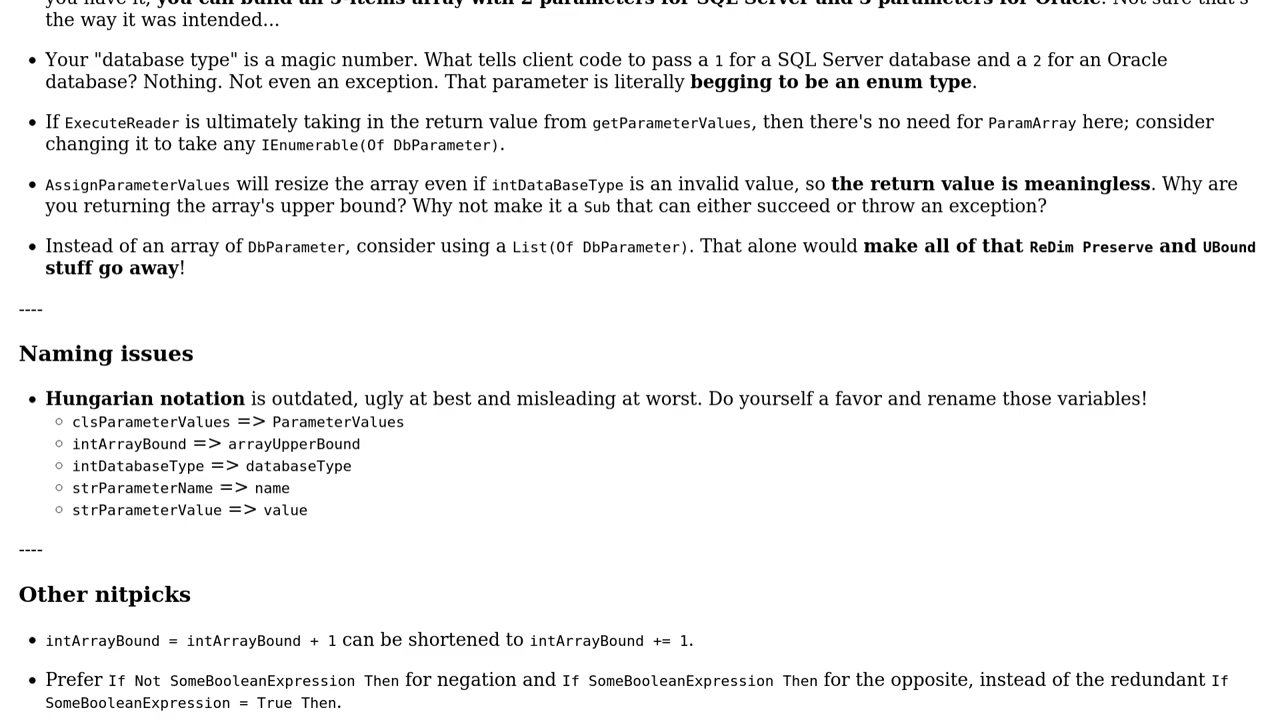 the way it was intended...
Your "database type" is a magic number. What tells client code to pass a 1 for a SQL Server database and a 2 for an Oracle
database? Nothing. Not even an exception. That parameter is literally begging to be an enum type.
If ExecuteReader is ultimately taking in the return value from getParameterValues, then there's no need for ParamArray here; consider
changing it to take any IEnumerable(Of DbParameter).
AssignParameterValues will resize the array even if intDataBaseType is an invalid value, so the return value is meaningless. Why are
you returning the array's upper bound? Why not make it a Sub that can either succeed or throw an exception?
Instead of an array of DbParameter, consider using a List(Of DbParameter). That alone would make all of that ReDim Preserve and UBound
stuff go away!
----
Naming issues
Hungarian notation is outdated, ugly at best and misleading at worst. Do yourself a favor and rename those variables!
clsParameterValues => ParameterValues
intArrayBound => arrayUpperBound
intDatabaseType => databaseType
strParameterName => name
strParameterValue => value
----
Other nitpicks
intArrayBound = intArrayBound + 1 can be shortened to intArrayBound += 1.
Prefer If Not SomeBooleanExpression Then for negation and If SomeBooleanExpression Then for the opposite, instead of the redundant If
SomeBooleanExpression = True Then.